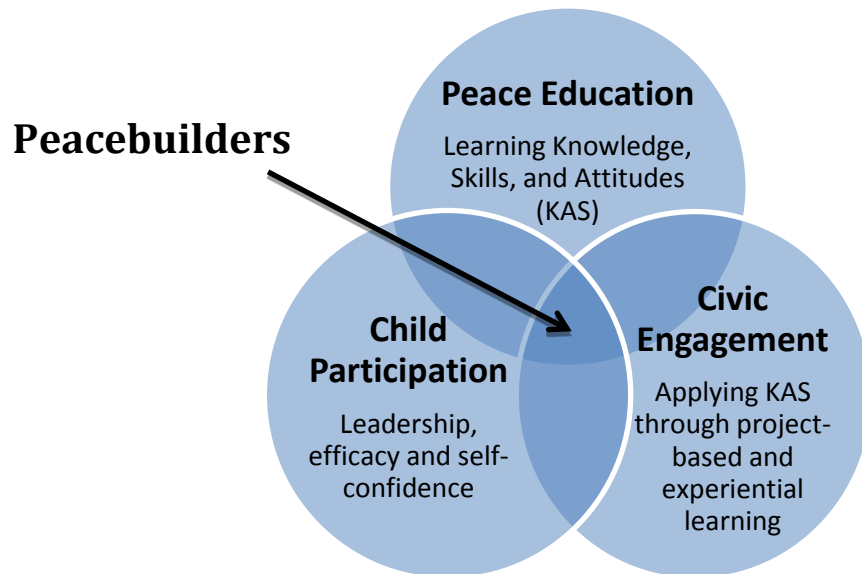 Peacebuilders
Peace Education
Learning Knowledge,
Skills, and Attitudes
(KAS)
Child
Participation
Leadership,
efficacy and self-
confidence
Civic
Engagement
Applying KAS
through project-
based and
experiential
learning